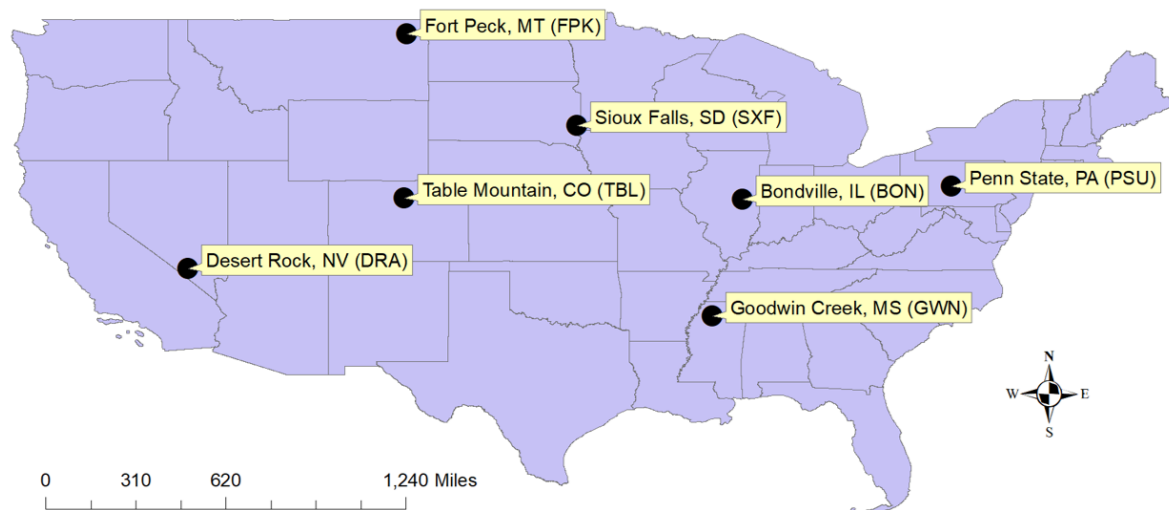 Fort Peck, MT (FPK)
Sioux Falls, SD (SXF)
Penn State, PA (PSU)
Table Mountain, CO (TBL)
Bondville, IL (BON)
Desert Rock, NV (DRA)
Goodwin Creek, MS (GWN)
N
W
E
S
0
310
620
1,240 Miles